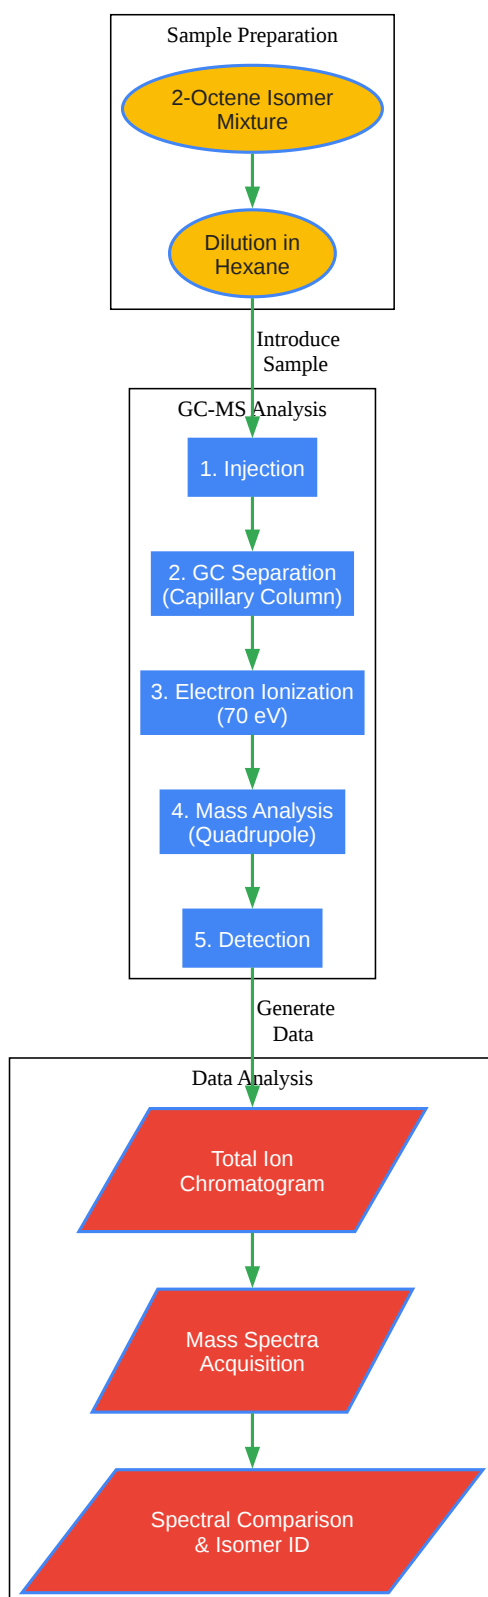 Sample Preparation
2-Octene Isomer
Mixture
Dilution in
Hexane
Introduce
Sample
GC-MS Analysis
1. Injection
2. GC Separation
(Capillary Column)
3. Electron Ionization
(70 eV)
4. Mass Analysis
(Quadrupole)
5. Detection
Generate
Data
Data Analysis
Total Ion
Chromatogram
Mass Spectra
Acquisition
Spectral Comparison
& Isomer ID